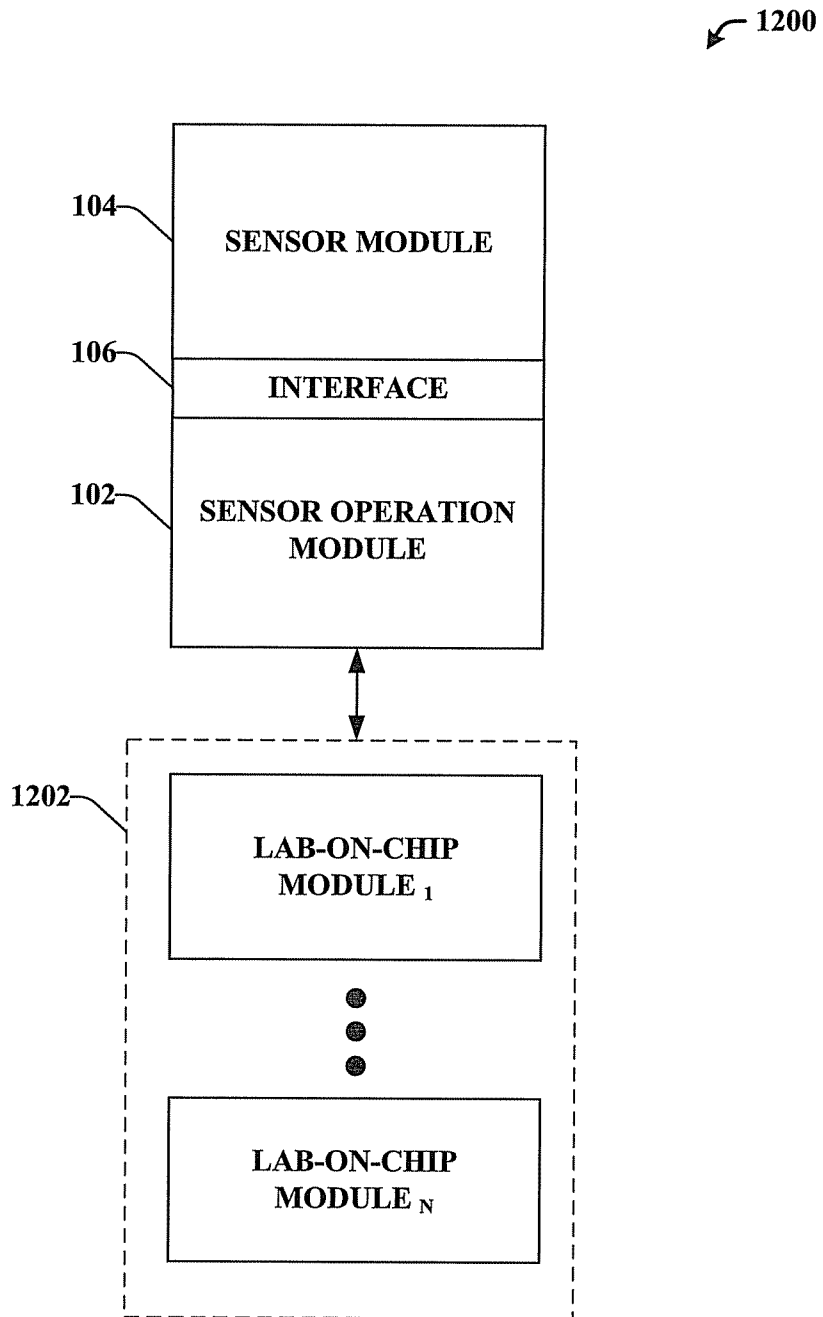 1200
104
SENSOR MODULE
106
INTERFACE
102
SENSOR OPERATION
MODULE
1202
LAB-ON-CHIP
MODULE 1
LAB-ON-CHIP
MODULE N